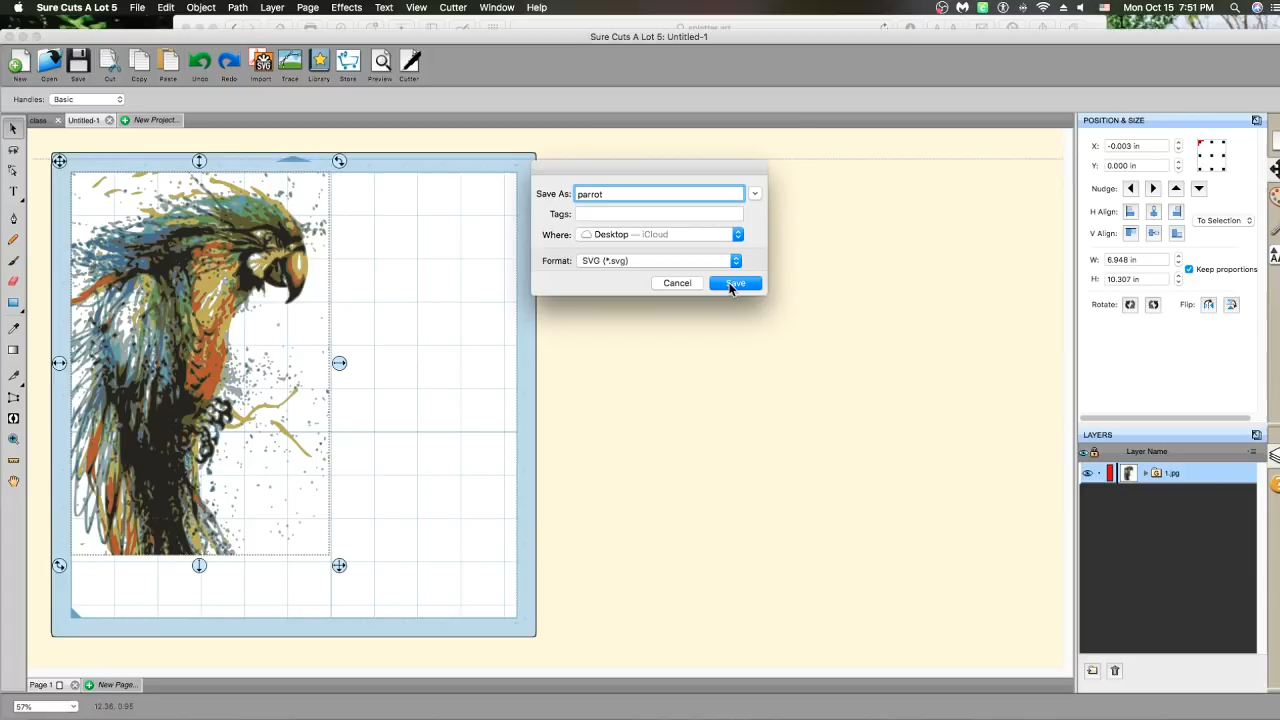 Sure Cuts A Lot 5 File Edit Object Path Layer Page Effects Text View Cutter Window Help Mon Oct 15 7:51 PM
Sure Cuts A Lot 5: Untitled-1
New Open Save Cut Copy Paste Undo Redo Import Trace Library Store Preview Cutter
SVG
Handles: Basic
class Untitled-1 New Project...
POSITION & SIZE
X: -0.003 in
Y: 0.000 in
Nudge:
H Align: To Selection
V Align:
W: 6.948 in
Keep proportions
H: 10.307 in
Rotate: Flip:
Save As: parrot
Tags:
Where: Desktop — iCloud
Format: SVG (*.svg)
Cancel Save
LAYERS
Layer Name
1.jpg
Page 1 New Page...
57% 12.36, 0.95